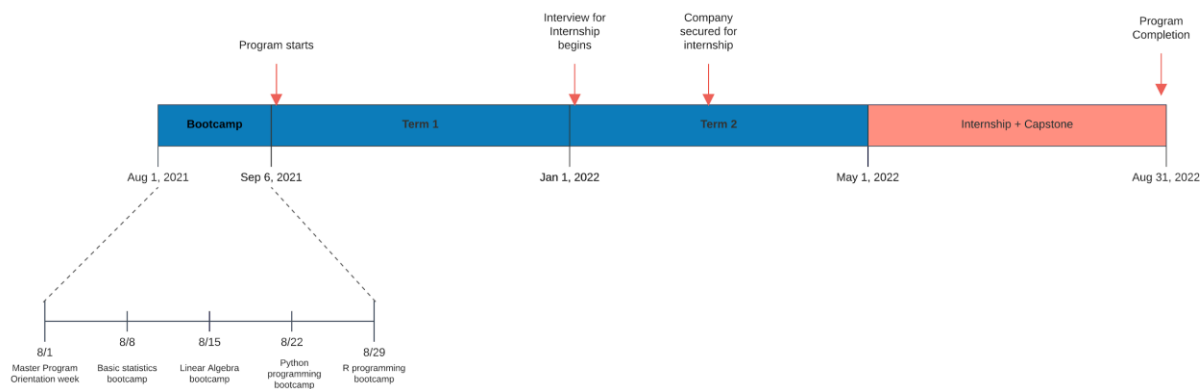 Program starts
Interview for
Internship
begins
Company
secured for
internship
Program
Completion
Bootcamp
Term 1
Term 2
Internship + Capstone
Aug 1, 2021
Sep 6, 2021
Jan 1, 2022
May 1, 2022
Aug 31, 2022
8/1
Master Program
Orientation week
8/8
Basic statistics
bootcamp
8/15
Linear Algebra
bootcamp
8/22
Python
programming
bootcamp
8/29
R programming
bootcamp